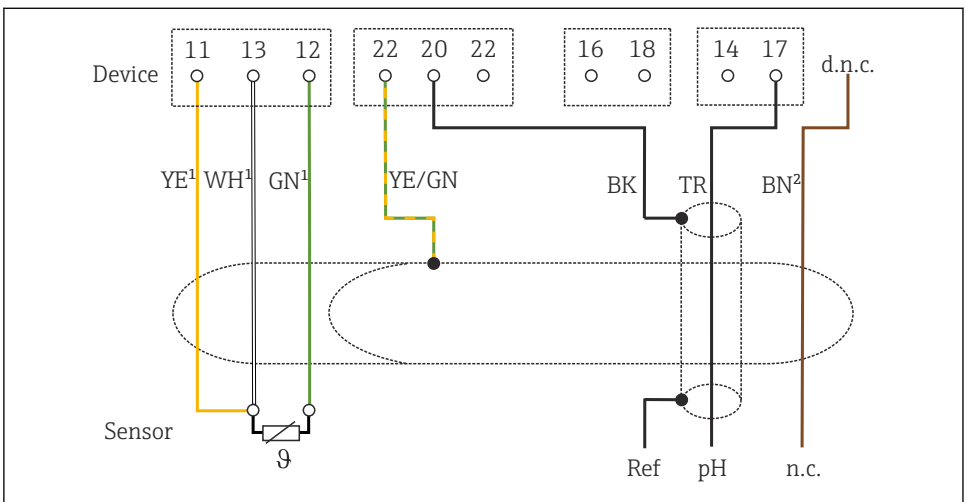 11 13 12 22 20 22 16 18 14 17
Device d.n.c.
YE¹ WH¹ GN¹ YE/GN BK TR BN²
Sensor
ϑ Ref pH n.c.